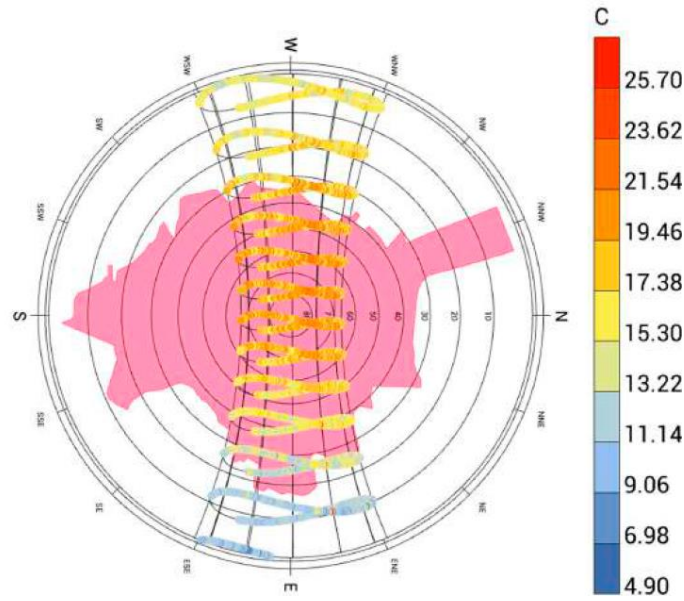 C
W
WSW
WNW
SW
NW
SSW
NNW
S
60
50
40
30
20
10
N
SSE
NNE
SE
NE
ESE
ENE
E
25.70
23.62
21.54
19.46
17.38
15.30
13.22
11.14
9.06
6.98
4.90